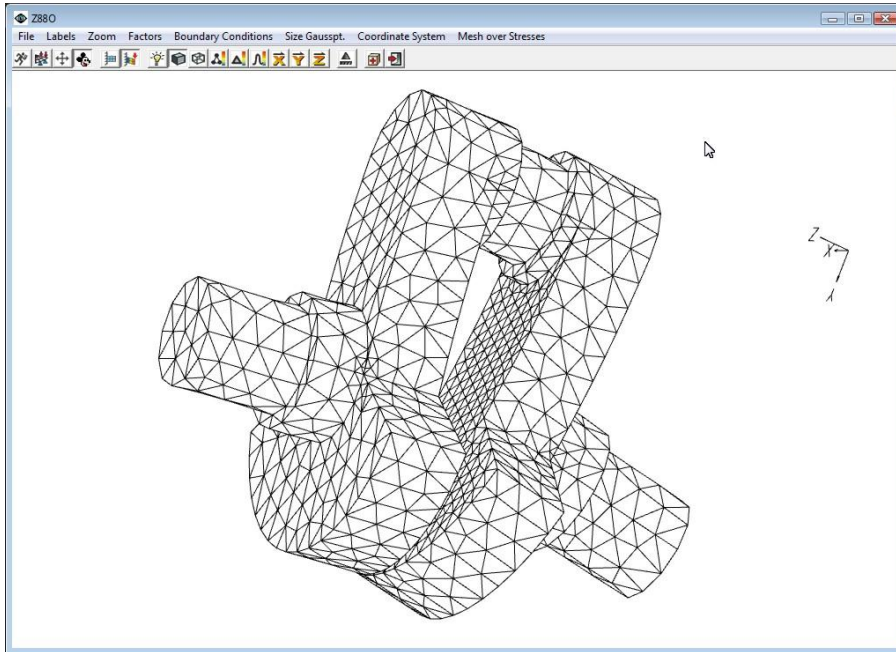 Z88O
File Labels Zoom Factors Boundary Conditions Size Gausspt. Coordinate System Mesh over Stresses
X Y Z
Z
X
Y